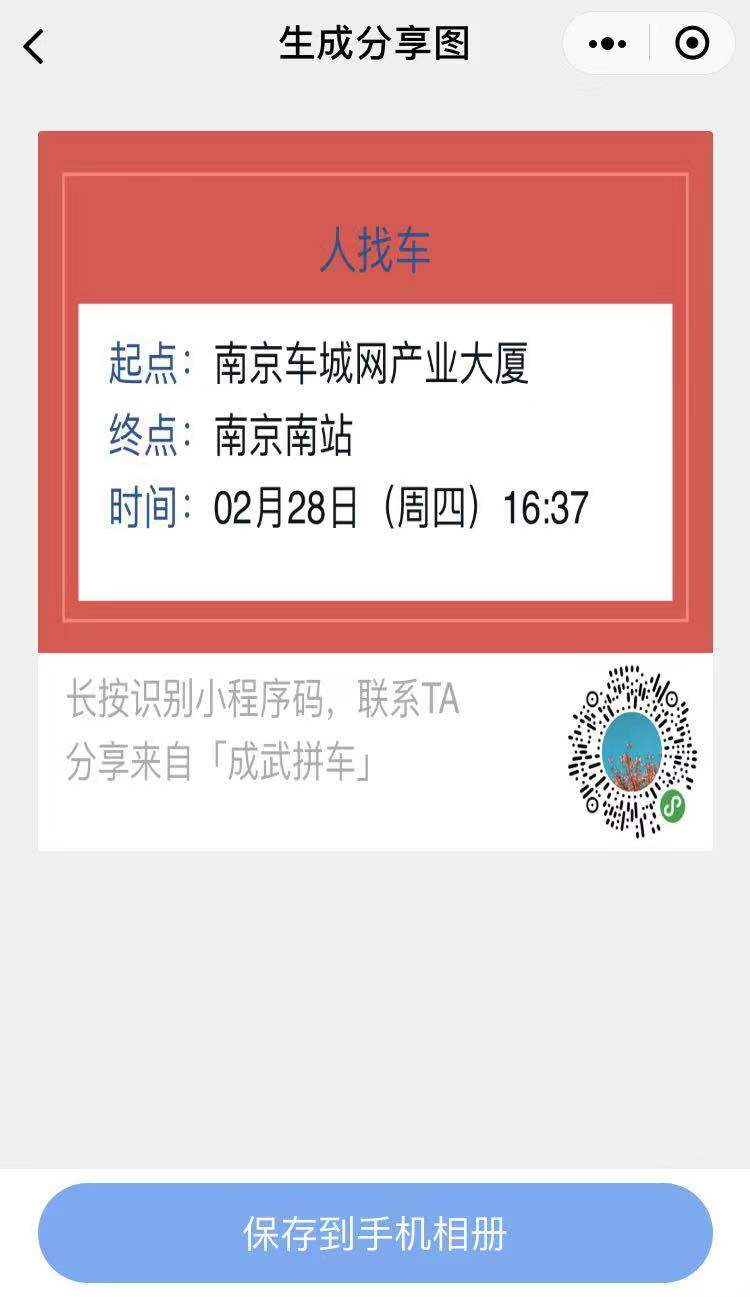 生成分享图
人找车
起点：南京车城网产业大厦
终点：南京南站
时间：02月28日（周四）16:37
长按识别小程序码，联系TA
分享来自「成武拼车」
保存到手机相册